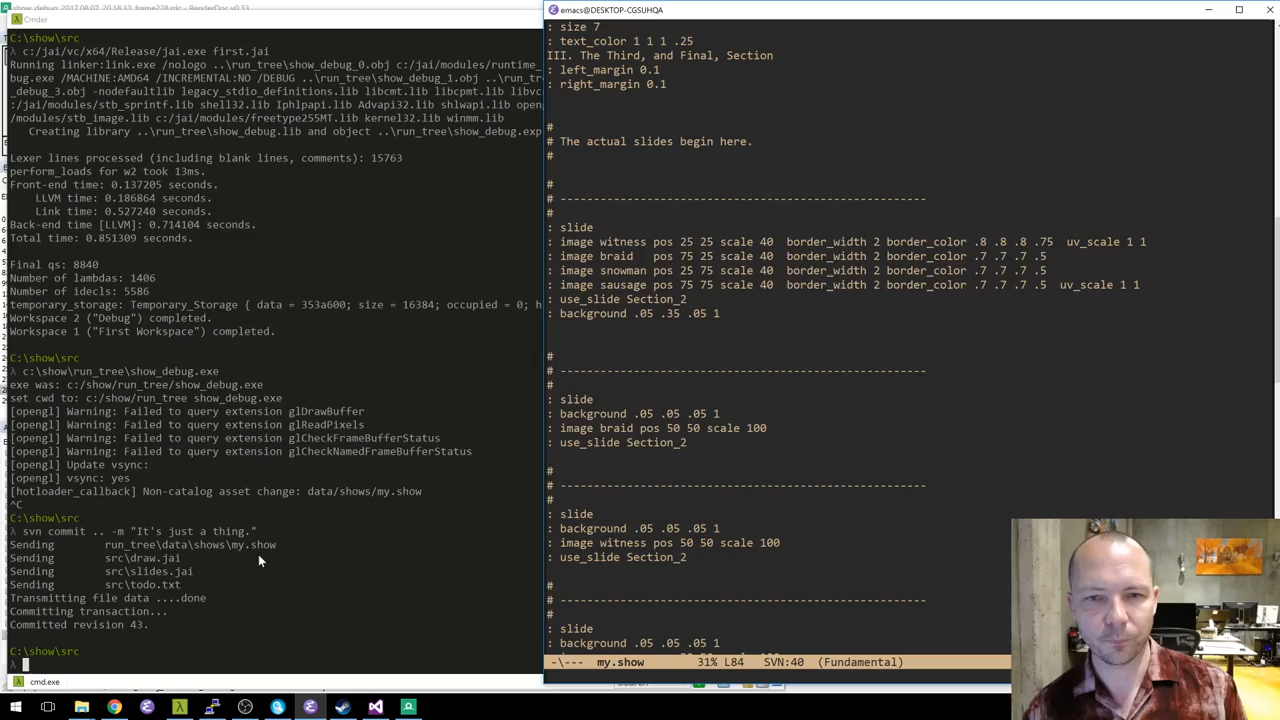 show_debug_2017.08.07_20.18.33_frame228.rdc - RenderDoc v0.33
Cmder
C:\show\src
λ c:/jai/vc/x64/Release/jai.exe first.jai
Running linker:link.exe /nologo ..\run_tree\show_debug_0.obj c:/jai/modules/runtime_
bug.exe /MACHINE:AMD64 /INCREMENTAL:NO /DEBUG ..\run_tree\show_debug_1.obj ..\run_tr
_debug_3.obj -nodefaultlib legacy_stdio_definitions.lib libcmt.lib libcpmt.lib libvc
:/jai/modules/stb_sprintf.lib shell32.lib Iphlpapi.lib Advapi32.lib shlwapi.lib open
/modules/stb_image.lib c:/jai/modules/freetype255MT.lib kernel32.lib winmm.lib
Creating library ..\run_tree\show_debug.lib and object ..\run_tree\show_debug.exp
Lexer lines processed (including blank lines, comments): 15763
perform_loads for w2 took 13ms.
Front-end time: 0.137205 seconds.
LLVM time: 0.186864 seconds.
Link time: 0.527240 seconds.
Back-end time [LLVM]: 0.714104 seconds.
Total time: 0.851309 seconds.
Final qs: 8840
Number of lambdas: 1406
Number of idecls: 5586
temporary_storage: Temporary_Storage { data = 353a600; size = 16384; occupied = 0; h
Workspace 2 ("Debug") completed.
Workspace 1 ("First Workspace") completed.
C:\show\src
λ c:\show\run_tree\show_debug.exe
exe was: c:/show/run_tree/show_debug.exe
set cwd to: c:/show/run_tree show_debug.exe
[opengl] Warning: Failed to query extension glDrawBuffer
[opengl] Warning: Failed to query extension glReadPixels
[opengl] Warning: Failed to query extension glCheckFrameBufferStatus
[opengl] Warning: Failed to query extension glCheckNamedFrameBufferStatus
[opengl] Update vsync:
[opengl] vsync: yes
[hotloader_callback] Non-catalog asset change: data/shows/my.show
^C
C:\show\src
λ svn commit .. -m "It's just a thing."
Sending run_tree\data\shows\my.show
Sending src\draw.jai
Sending src\slides.jai
Sending src\todo.txt
Transmitting file data ....done
Committing transaction...
Committed revision 43.
C:\show\src
λ
cmd.exe
emacs@DESKTOP-CGSUHQA
: size 7
: text_color 1 1 1 .25
III. The Third, and Final, Section
: left_margin 0.1
: right_margin 0.1
#
# The actual slides begin here.
#
#
# ---------------------------------------------------------
#
: slide
: image witness pos 25 25 scale 40 border_width 2 border_color .8 .8 .8 .75 uv_scale 1 1
: image braid pos 75 25 scale 40 border_width 2 border_color .7 .7 .7 .5
: image snowman pos 25 75 scale 40 border_width 2 border_color .7 .7 .7 .5
: image sausage pos 75 75 scale 40 border_width 2 border_color .7 .7 .7 .5 uv_scale 1 1
: use_slide Section_2
: background .05 .35 .05 1
#
# ---------------------------------------------------------
#
: slide
: background .05 .05 .05 1
: image braid pos 50 50 scale 100
: use_slide Section_2
#
# ---------------------------------------------------------
#
: slide
: background .05 .05 .05 1
: image witness pos 50 50 scale 100
: use_slide Section_2
#
# ---------------------------------------------------------
#
: slide
: background .05 .05 .05 1
-\--- my.show 31% L84 SVN:40 (Fundamental)